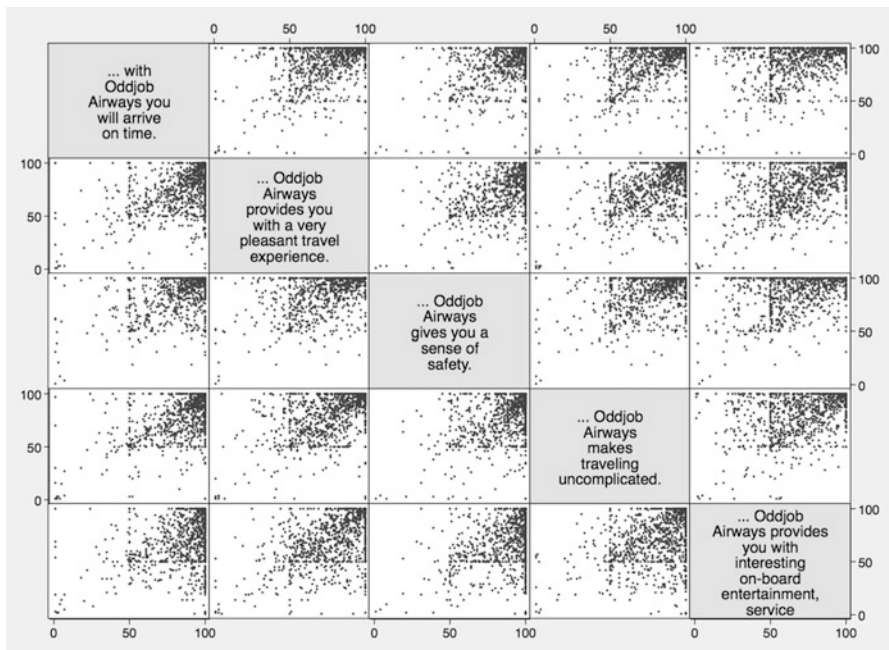 0 50 100 0 50 100
... with
Oddjob
Airways you
will arrive
on time.
100
50
0
100
50
0
... Oddjob
Airways
provides you
with a very
pleasant travel
experience.
... Oddjob
Airways
gives you a
sense of
safety.
100
50
0
100
50
0
... Oddjob
Airways
makes
traveling
uncomplicated.
... Oddjob
Airways provides
you with
interesting
on-board
entertainment,
service
100
50
0
0 50 100 0 50 100 0 50 100